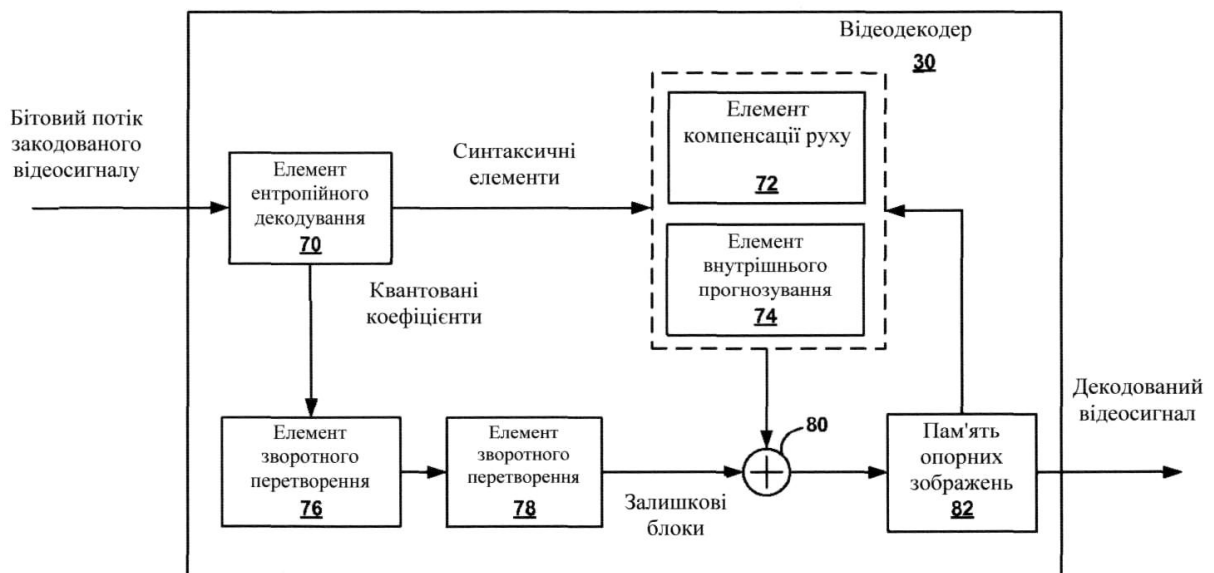 Відеодекодер
30
Бітовий потік
закодованого
відеосигналу
Елемент
ентропійного
декодування
70
Синтаксичні
елементи
Елемент
компенсації руху
72
Елемент
внутрішнього
прогнозування
74
Квантовані
коефіцієнти
Елемент
зворотного
перетворення
76
Елемент
зворотного
перетворення
78
Залишкові
блоки
80
Пам'ять
опорних
зображень
82
Декодований
відеосигнал